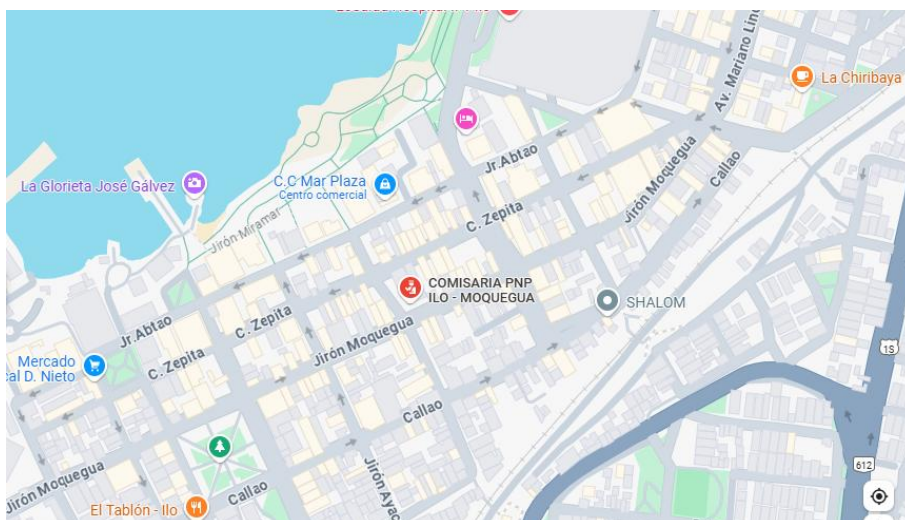 La Chiribaya
Av. Mariano Lino
Jr. Abtao
Jirón Moquegua
Callao
La Glorieta José Gálvez
C.C Mar Plaza
Centro comercial
C. Zepita
Jirón Miramar
COMISARIA PNP
ILO - MOQUEGUA
SHALOM
Jr. Abtao
C. Zepita
Jirón Moquegua
1S
Mercado
cal D. Nieto
C. Zepita
Callao
612
Jirón Moquegua
Callao
Jirón Ayac
El Tablón - Ilo